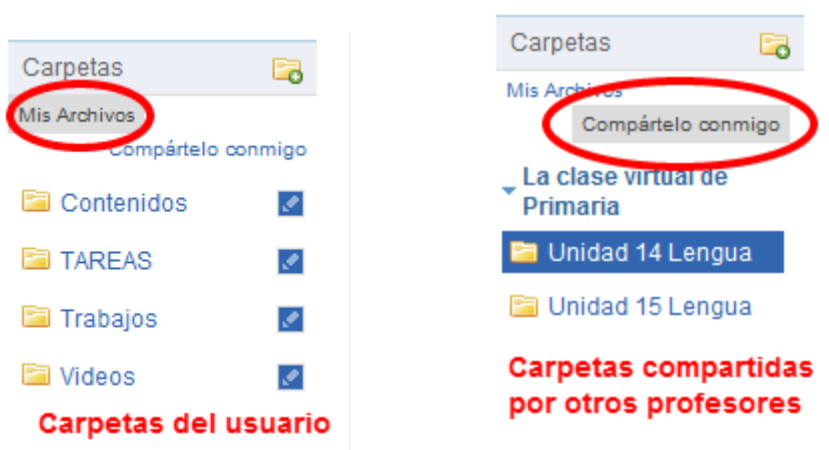 Carpetas
Mis Archivos
Compártelo conmigo
Contenidos
TAREAS
Trabajos
Videos
Carpetas del usuario
Carpetas
Mis Archivos
Compártelo conmigo
La clase virtual de
Primaria
Unidad 14 Lengua
Unidad 15 Lengua
Carpetas compartidas
por otros profesores